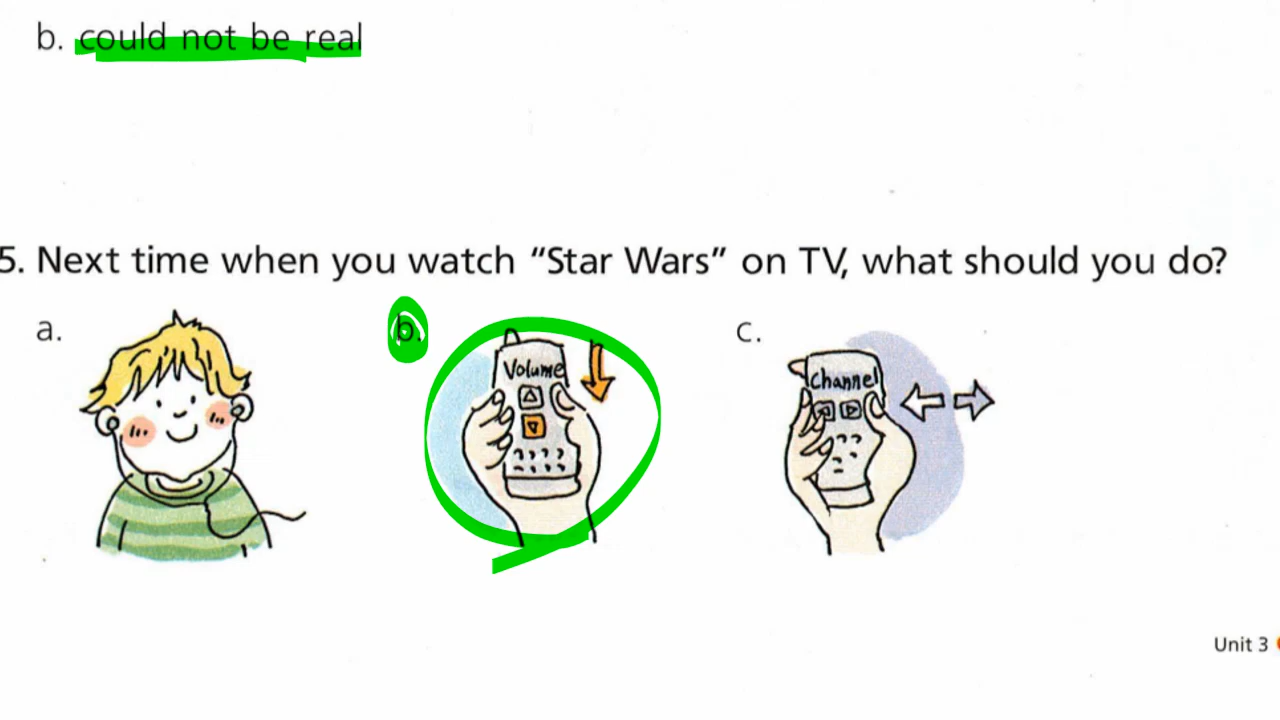 b. could not be real
5. Next time when you watch “Star Wars” on TV, what should you do?
a.
b.
c.
Volume
Channel
Unit 3